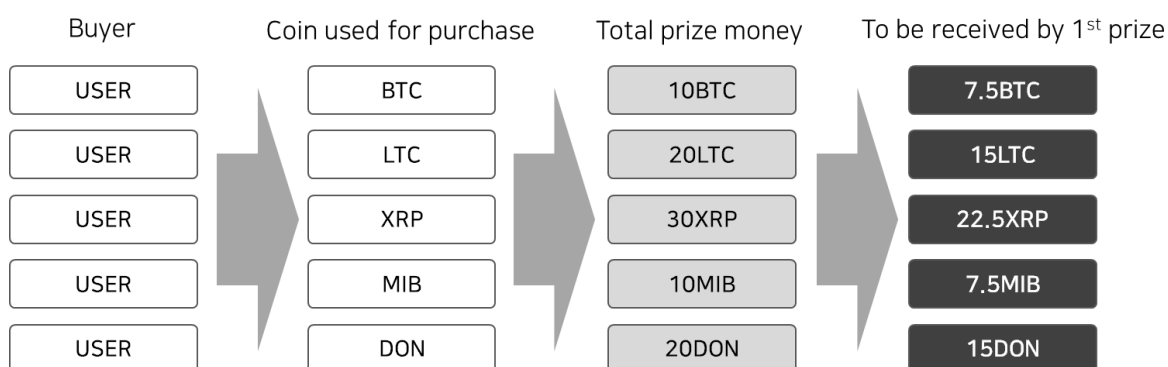 Buyer Coin used for purchase Total prize money To be received by 1st prize
USER BTC 10BTC 7.5BTC
USER LTC 20LTC 15LTC
USER XRP 30XRP 22.5XRP
USER MIB 10MIB 7.5MIB
USER DON 20DON 15DON